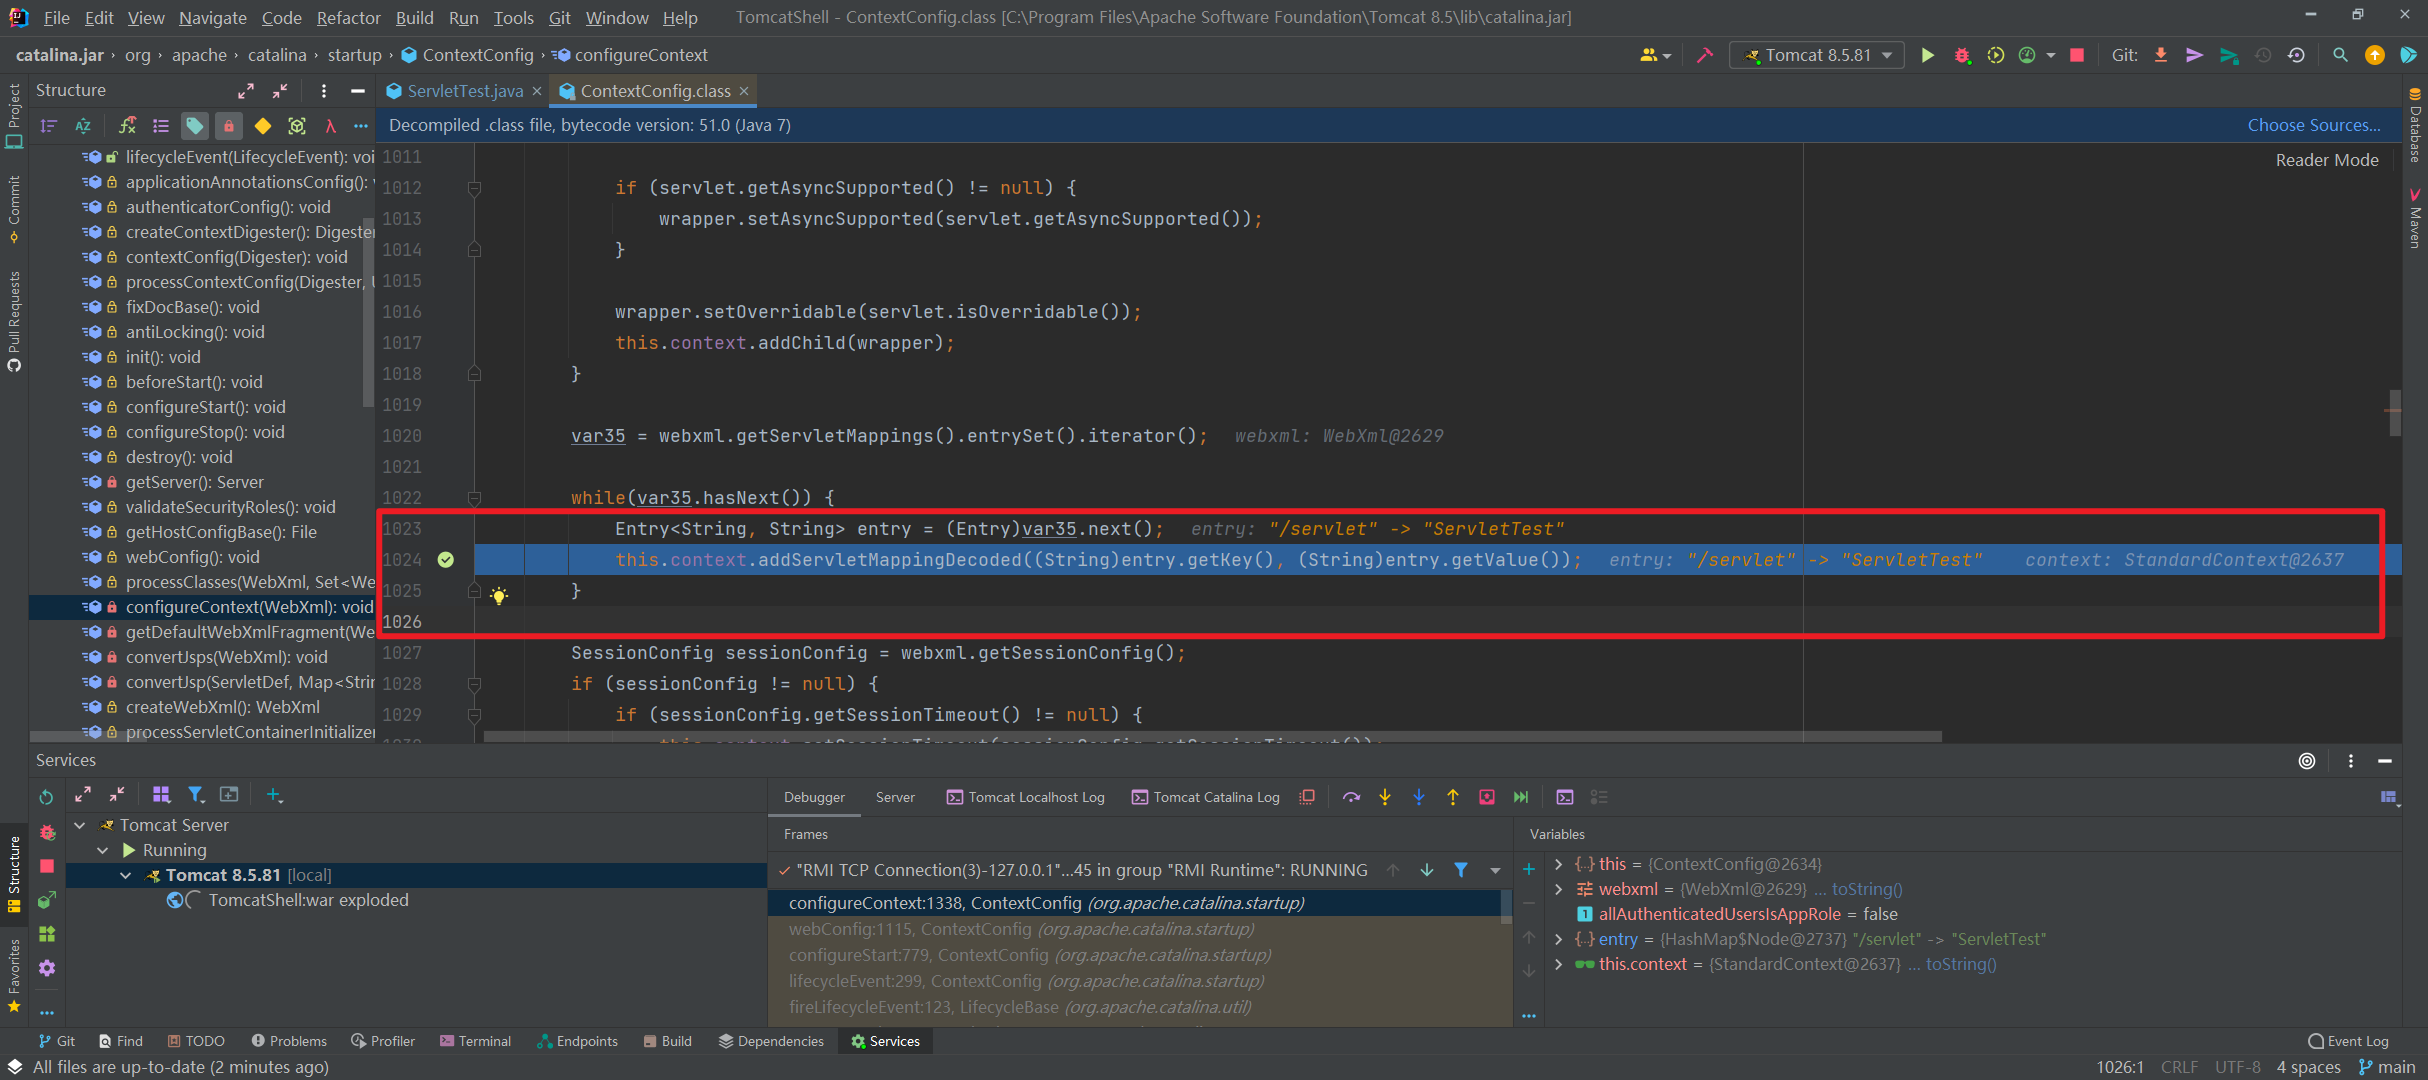 File Edit View Navigate Code Refactor Build Run Tools Git Window Help TomcatShell - ContextConfig.class [C:\Program Files\Apache Software Foundation\Tomcat 8.5\lib\catalina.jar]
catalina.jar › org › apache › catalina › startup › ContextConfig › configureContext Tomcat 8.5.81 Git:
Structure
ServletTest.java ContextConfig.class
Decompiled .class file, bytecode version: 51.0 (Java 7) Choose Sources...
Reader Mode
Project
Commit
Pull Requests
Structure
Favorites
Database
Maven
lifecycleEvent(LifecycleEvent): voi
applicationAnnotationsConfig():
authenticatorConfig(): void
createContextDigester(): Digeste
contextConfig(Digester): void
processContextConfig(Digester,
fixDocBase(): void
antiLocking(): void
init(): void
beforeStart(): void
configureStart(): void
configureStop(): void
destroy(): void
getServer(): Server
validateSecurityRoles(): void
getHostConfigBase(): File
webConfig(): void
processClasses(WebXml, Set<We
configureContext(WebXml): void
getDefaultWebXmlFragment(We
convertJsps(WebXml): void
convertJsp(ServletDef, Map<Strin
createWebXml(): WebXml
processServletContainerInitializer
1011
1012 if (servlet.getAsyncSupported() != null) {
1013 wrapper.setAsyncSupported(servlet.getAsyncSupported());
1014 }
1015
1016 wrapper.setOverridable(servlet.isOverridable());
1017 this.context.addChild(wrapper);
1018 }
1019
1020 var35 = webxml.getServletMappings().entrySet().iterator(); webxml: WebXml@2629
1021
1022 while(var35.hasNext()) {
1023 Entry<String, String> entry = (Entry)var35.next(); entry: "/servlet" -> "ServletTest"
1024 this.context.addServletMappingDecoded((String)entry.getKey(), (String)entry.getValue()); entry: "/servlet" -> "ServletTest" context: StandardContext@2637
1025 }
1026
1027 SessionConfig sessionConfig = webxml.getSessionConfig();
1028 if (sessionConfig != null) {
1029 if (sessionConfig.getSessionTimeout() != null) {
Services
Tomcat Server
Running
Tomcat 8.5.81 [local]
TomcatShell:war exploded
Debugger Server Tomcat Localhost Log Tomcat Catalina Log
Frames
"RMI TCP Connection(3)-127.0.0.1"...45 in group "RMI Runtime": RUNNING
configureContext:1338, ContextConfig (org.apache.catalina.startup)
webConfig:1115, ContextConfig (org.apache.catalina.startup)
configureStart:779, ContextConfig (org.apache.catalina.startup)
lifecycleEvent:299, ContextConfig (org.apache.catalina.startup)
fireLifecycleEvent:123, LifecycleBase (org.apache.catalina.util)
Variables
this = {ContextConfig@2634}
webxml = {WebXml@2629} ... toString()
allAuthenticatedUsersIsAppRole = false
entry = {HashMap$Node@2737} "/servlet" -> "ServletTest"
this.context = {StandardContext@2637} ... toString()
Git Find TODO Problems Profiler Terminal Endpoints Build Dependencies Services Event Log
All files are up-to-date (2 minutes ago) 1026:1 CRLF UTF-8 4 spaces main